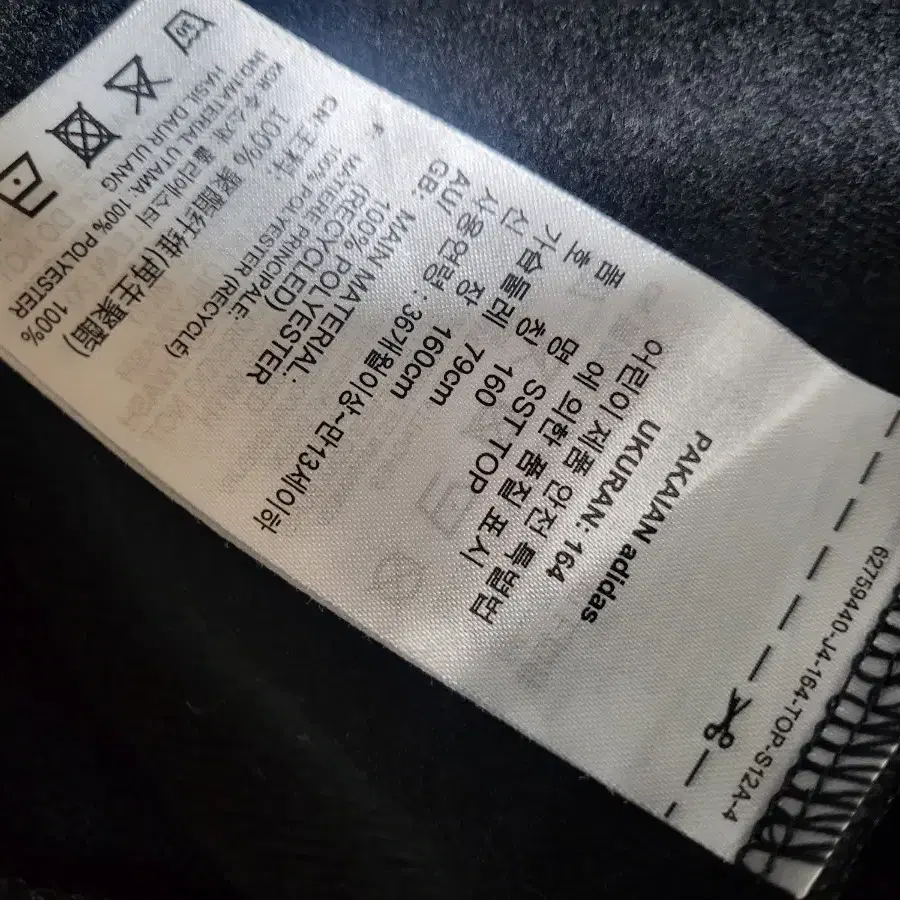 62759440-J4-164-TOP-S12A-4
PAKAIAN adidas
UKURAN: 164
어린이제품 안전 특별법
에 의한 품질 표시
품 명 SST TOP
호 칭 160
가슴둘레 79cm
신 장 160cm
사용연령 : 36개월이상~만13세이하
AU/
GB: MAIN MATERIAL:
100% POLYESTER
(RECYCLED)
MATIERE PRINCIPALE:
100% POLYESTER (RECYCLE)
CN 主料:
100% 聚酯纤维(再生聚酯)
KOR 주소재 폴리에스터 100%
IND:MATERIAL UTAMA: 100% POLYESTER
HASIL DAUR ULANG